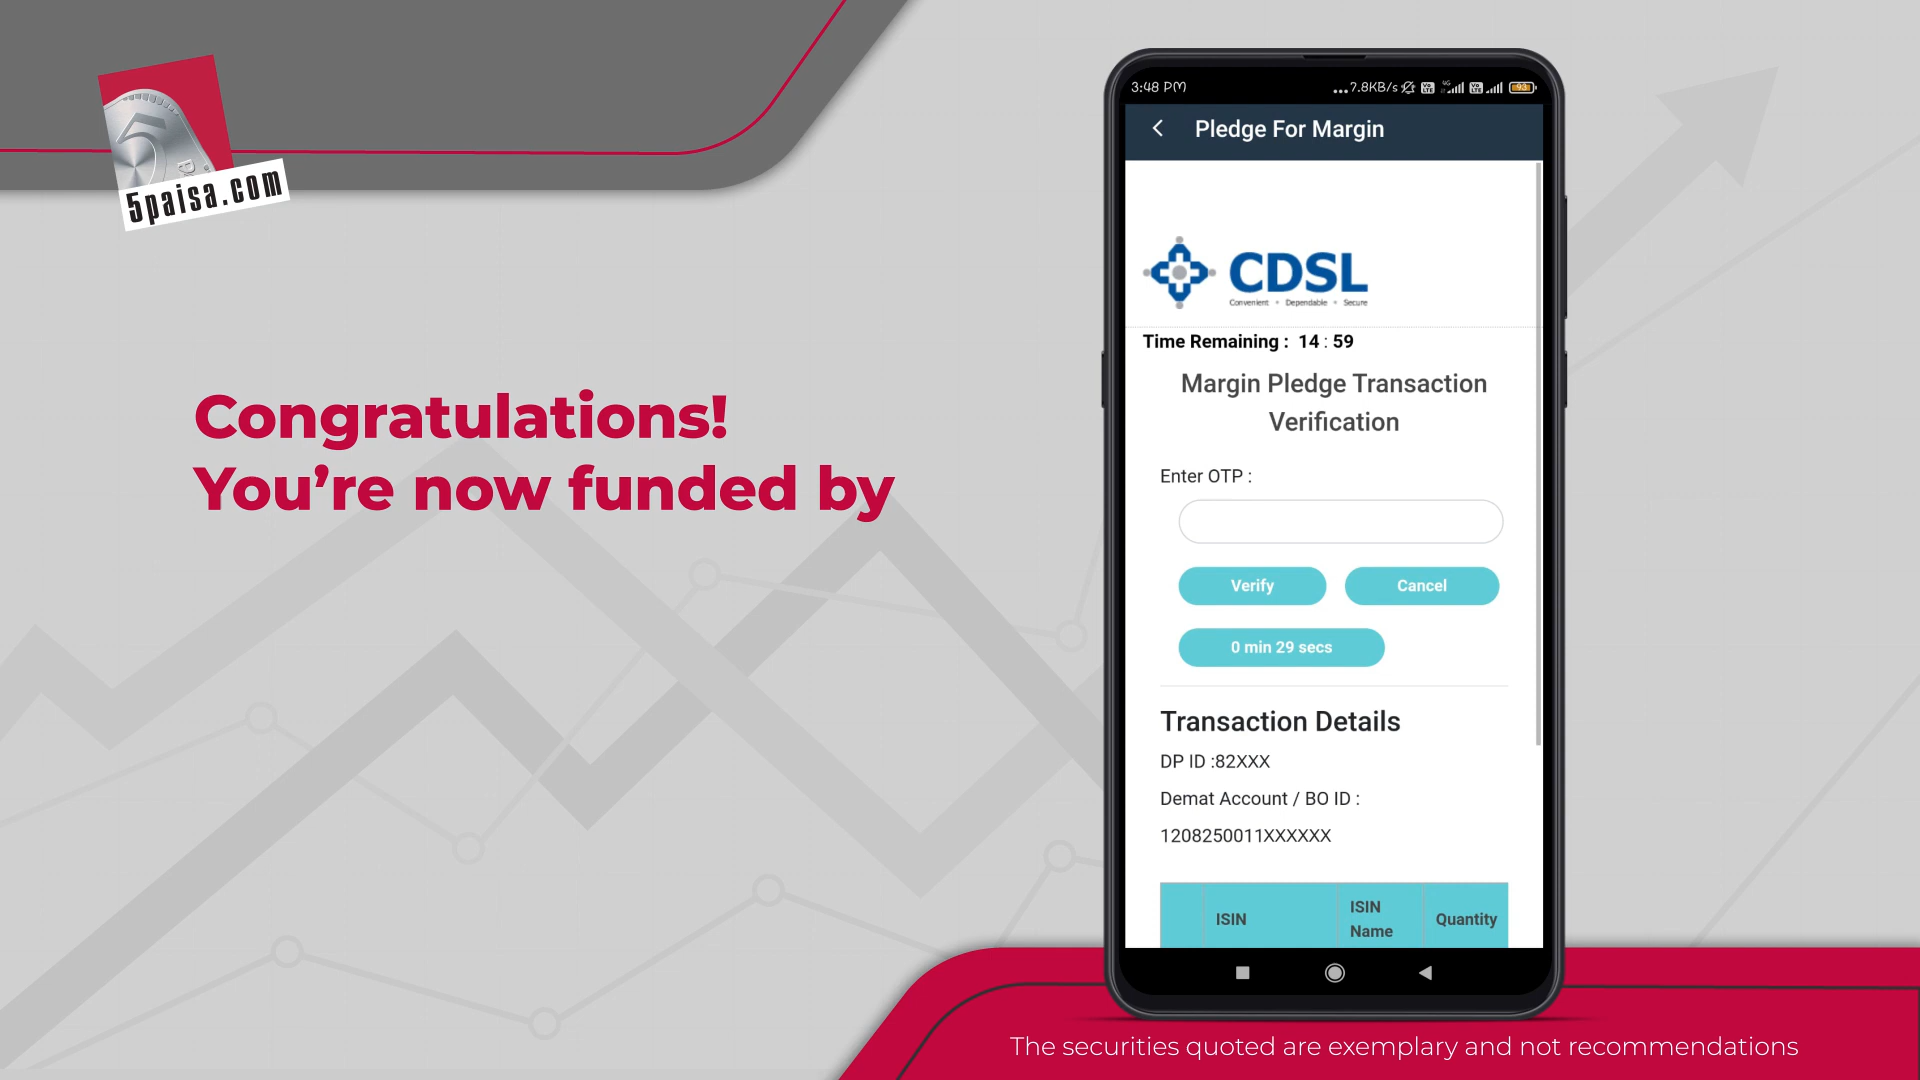 5paisa.com
Congratulations!
You're now funded by
3:48 PM
...7.8KB/s
4G
93
Pledge For Margin
CDSL
Convenient • Dependable • Secure
Time Remaining : 14 : 59
Margin Pledge Transaction
Verification
Enter OTP :
Verify
Cancel
0 min 29 secs
Transaction Details
DP ID :82XXX
Demat Account / BO ID :
1208250011XXXXXX
ISIN
ISIN
Name
Quantity
The securities quoted are exemplary and not recommendations